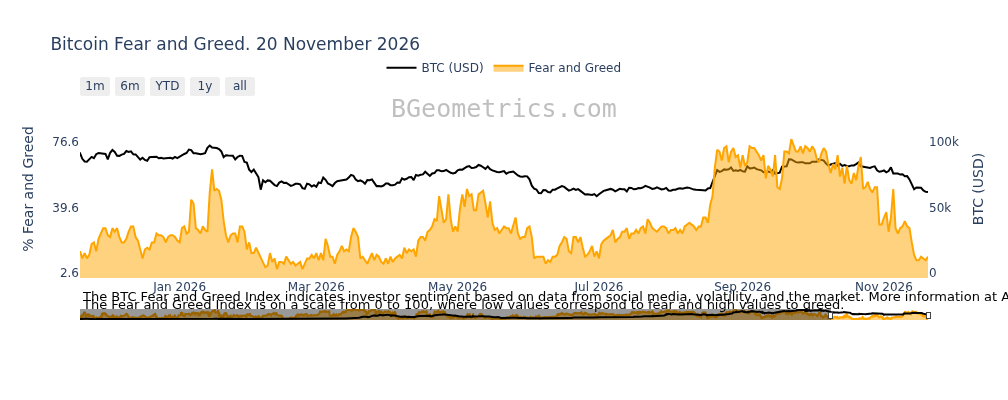 Bitcoin Fear and Greed. 20 November 2026
BTC (USD) Fear and Greed
1m 6m YTD 1y all
BGeometrics.com
% Fear and Greed
76.6
39.6
2.6
100k
50k
0
BTC (USD)
Jan 2026 Mar 2026 May 2026 Jul 2026 Sep 2026 Nov 2026
The BTC Fear and Greed Index indicates investor sentiment based on data from social media, volatility, and the market. More information at A
The Fear and Greed Index is on a scale from 0 to 100, where low values correspond to fear and high values to greed.